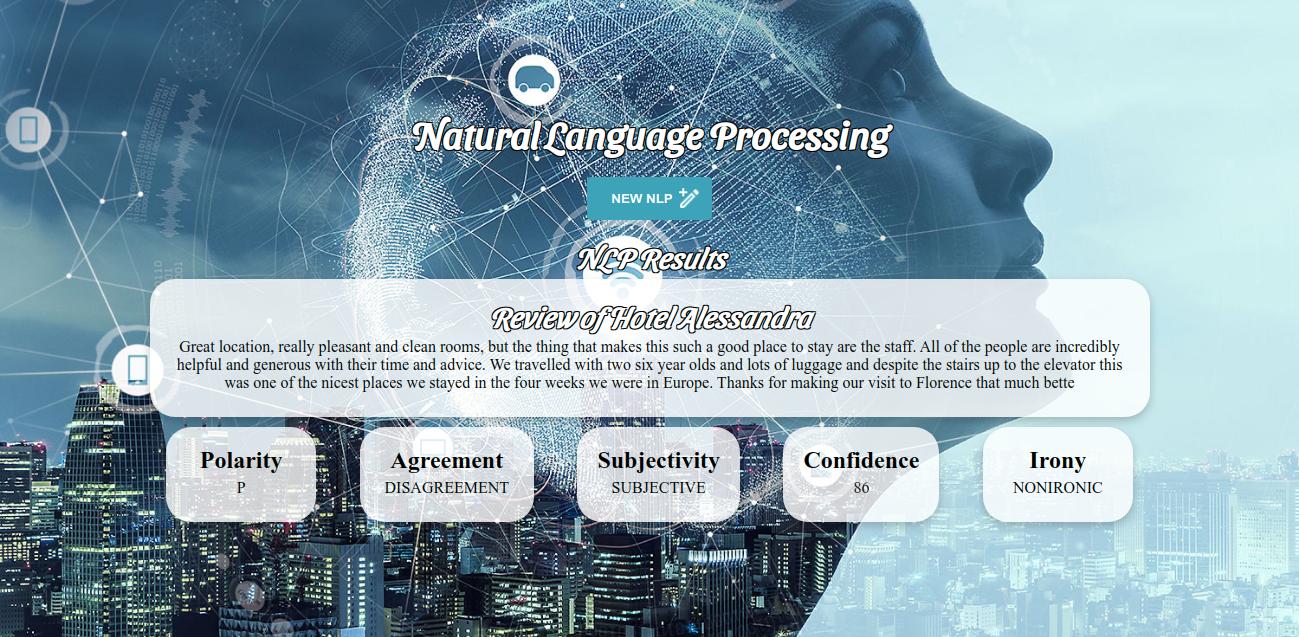 Natural Language Processing
NEW NLP
NLP Results
Review of Hotel Alessandra
Great location, really pleasant and clean rooms, but the thing that makes this such a good place to stay are the staff. All of the people are incredibly
helpful and generous with their time and advice. We travelled with two six year olds and lots of luggage and despite the stairs up to the elevator this
was one of the nicest places we stayed in the four weeks we were in Europe. Thanks for making our visit to Florence that much bette
Polarity
P
Agreement
DISAGREEMENT
Subjectivity
SUBJECTIVE
Confidence
86
Irony
NONIRONIC